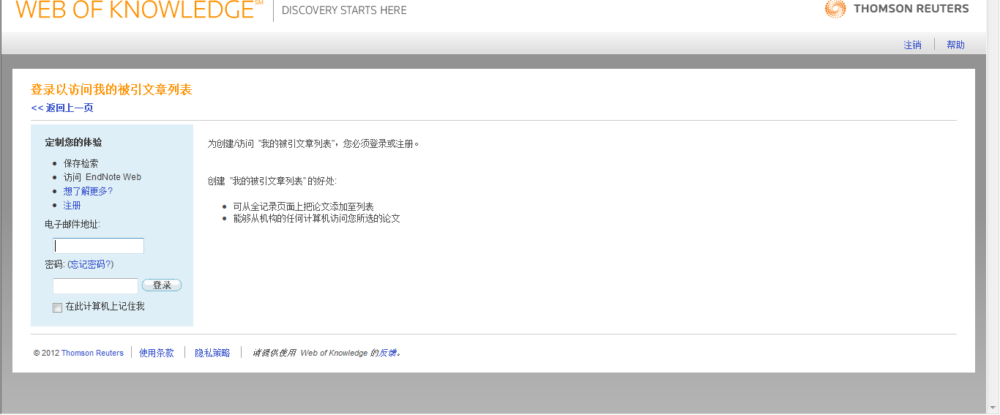 WEB OF KNOWLEDGE SM DISCOVERY STARTS HERE
THOMSON REUTERS
注销 帮助
登录以访问我的被引文章列表
<< 返回上一页
定制您的体验
保存检索
访问 EndNote Web
想了解更多?
注册
电子邮件地址:
密码: (忘记密码?)
登录
在此计算机上记住我
为创建/访问 "我的被引文章列表"，您必须登录或注册。
创建 "我的被引文章列表" 的好处:
可从全记录页面上把论文添加至列表
能够从机构的任何计算机访问您所选的论文
© 2012 Thomson Reuters 使用条款 隐私策略 请提供使用 Web of Knowledge 的反馈。